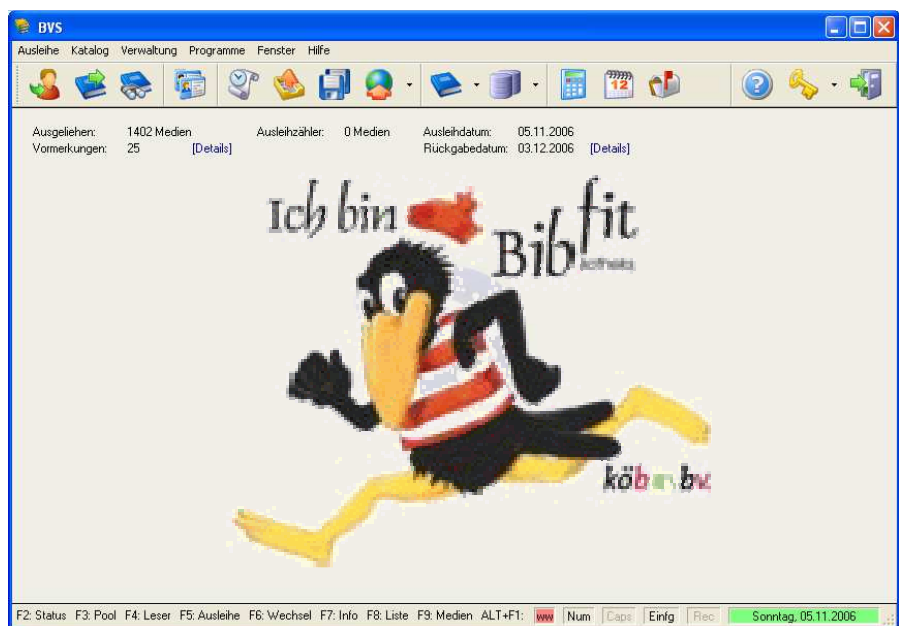 BVS
Ausleihe Katalog Verwaltung Programme Fenster Hilfe
12
Ausgeliehen: 1402 Medien Ausleihzähler: 0 Medien Ausleihdatum: 05.11.2006
Vormerkungen: 25 [Details] Rückgabedatum: 03.12.2006 [Details]
Ich bin
Bib fit
köb
F2: Status F3: Pool F4: Leser F5: Ausleihe F6: Wechsel F7: Info F8: Liste F9: Medien ALT+F1: ww Num Caps Einfg Rec Sonntag, 05.11.2006